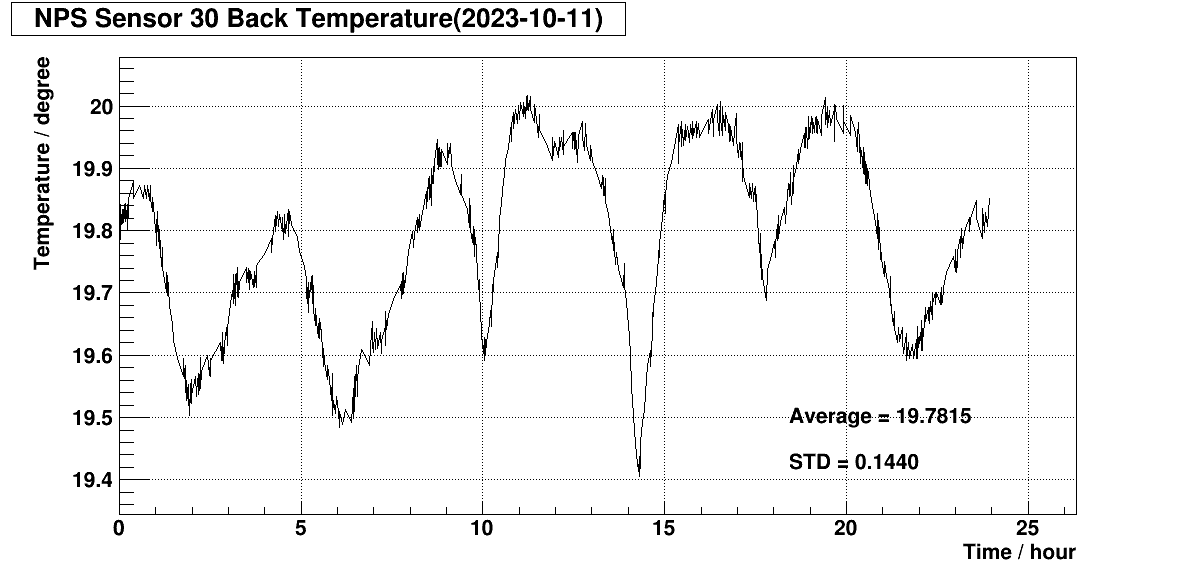 NPS Sensor 30 Back Temperature(2023-10-11)
Temperature / degree
20
19.9
19.8
19.7
19.6
19.5
19.4
Average = 19.7815
STD = 0.1440
0 5 10 15 20 25
Time / hour